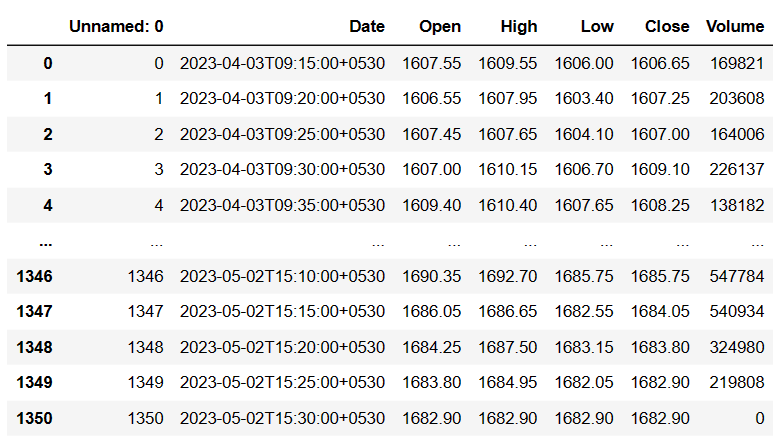 Unnamed: 0 Date Open High Low Close Volume
0 0 2023-04-03T09:15:00+0530 1607.55 1609.55 1606.00 1606.65 169821
1 1 2023-04-03T09:20:00+0530 1606.55 1607.95 1603.40 1607.25 203608
2 2 2023-04-03T09:25:00+0530 1607.45 1607.65 1604.10 1607.00 164006
3 3 2023-04-03T09:30:00+0530 1607.00 1610.15 1606.70 1609.10 226137
4 4 2023-04-03T09:35:00+0530 1609.40 1610.40 1607.65 1608.25 138182
... ... ... ... ... ... ... ...
1346 1346 2023-05-02T15:10:00+0530 1690.35 1692.70 1685.75 1685.75 547784
1347 1347 2023-05-02T15:15:00+0530 1686.05 1686.65 1682.55 1684.05 540934
1348 1348 2023-05-02T15:20:00+0530 1684.25 1687.50 1683.15 1683.80 324980
1349 1349 2023-05-02T15:25:00+0530 1683.80 1684.95 1682.05 1682.90 219808
1350 1350 2023-05-02T15:30:00+0530 1682.90 1682.90 1682.90 1682.90 0